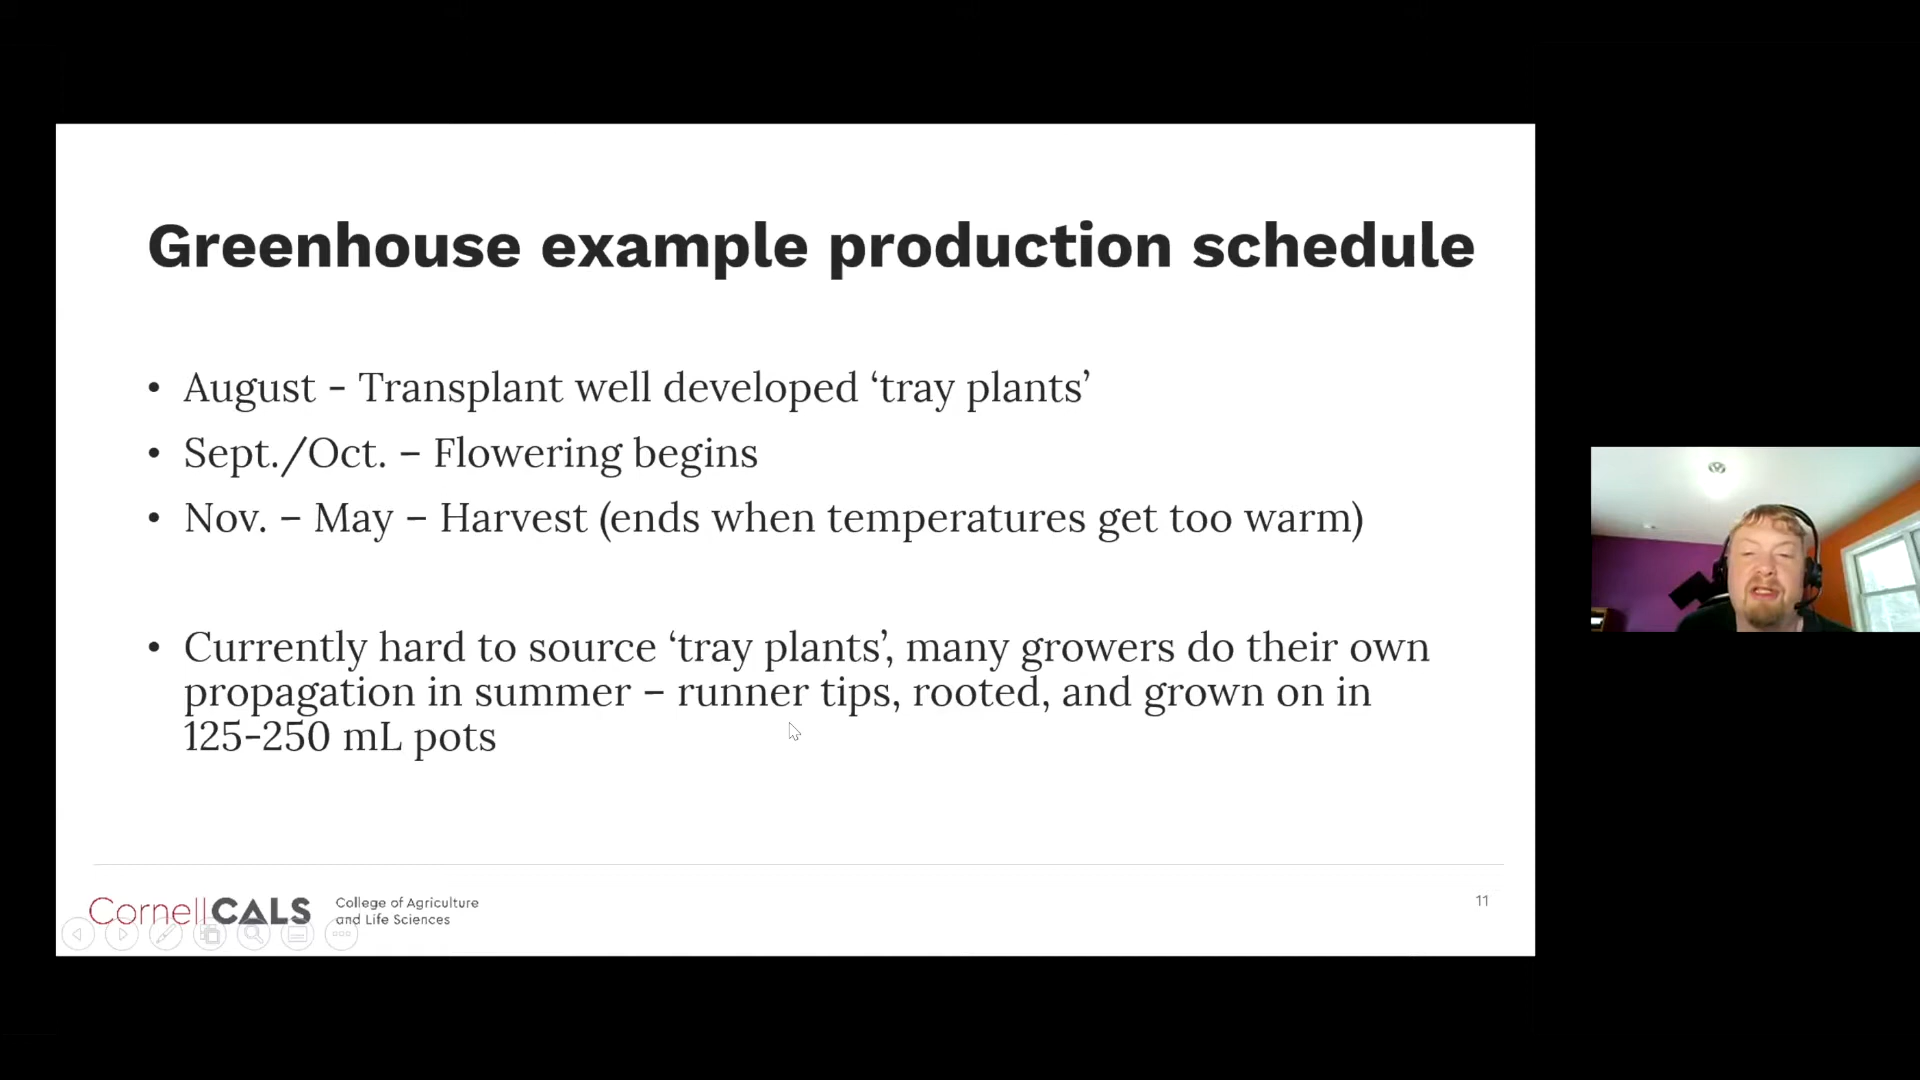 Greenhouse example production schedule
• August - Transplant well developed ‘tray plants’
• Sept./Oct. – Flowering begins
• Nov. – May – Harvest (ends when temperatures get too warm)
• Currently hard to source ‘tray plants’, many growers do their own
propagation in summer – runner tips, rooted, and grown on in
125-250 mL pots
CornellCALS
College of Agriculture
and Life Sciences
11